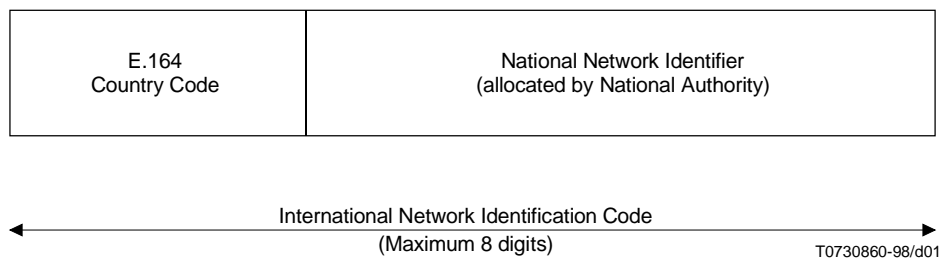 E.164
Country Code
National Network Identifier
(allocated by National Authority)
International Network Identification Code
(Maximum 8 digits)
T0730860-98/d01